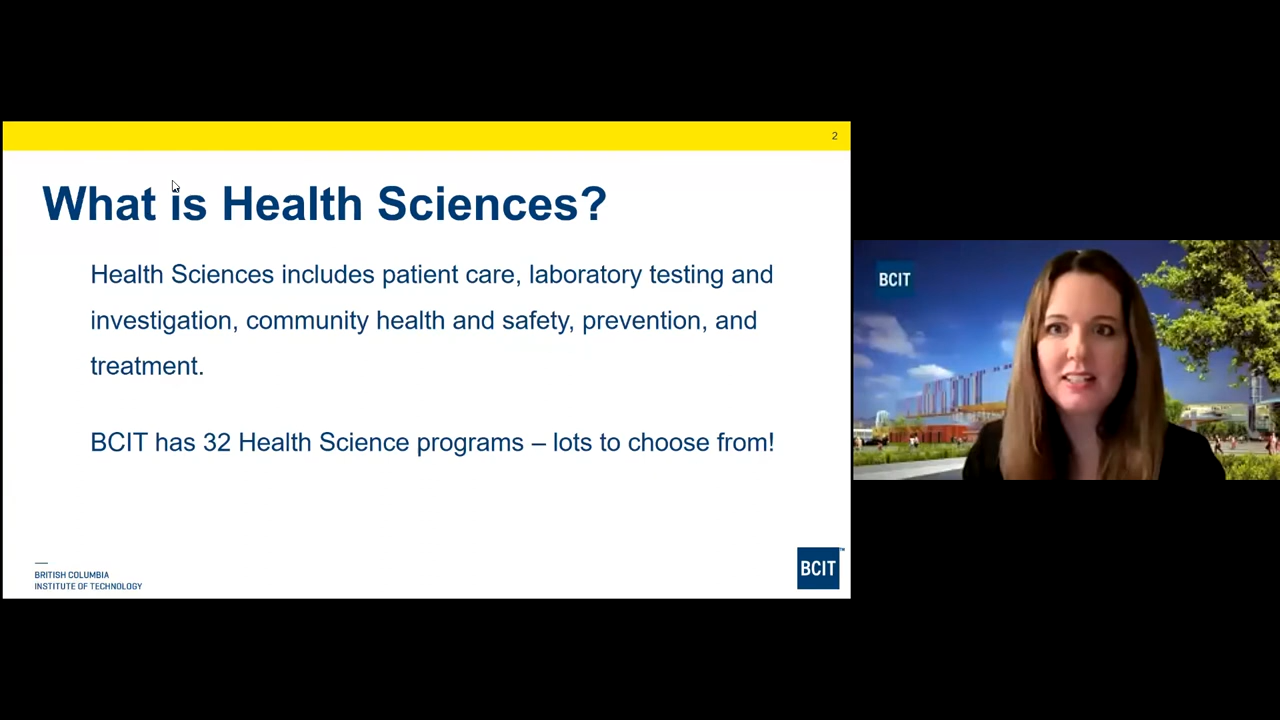 2
What is Health Sciences?
Health Sciences includes patient care, laboratory testing and
investigation, community health and safety, prevention, and
treatment.
BCIT has 32 Health Science programs – lots to choose from!
BRITISH COLUMBIA
INSTITUTE OF TECHNOLOGY
BCIT™
BCIT